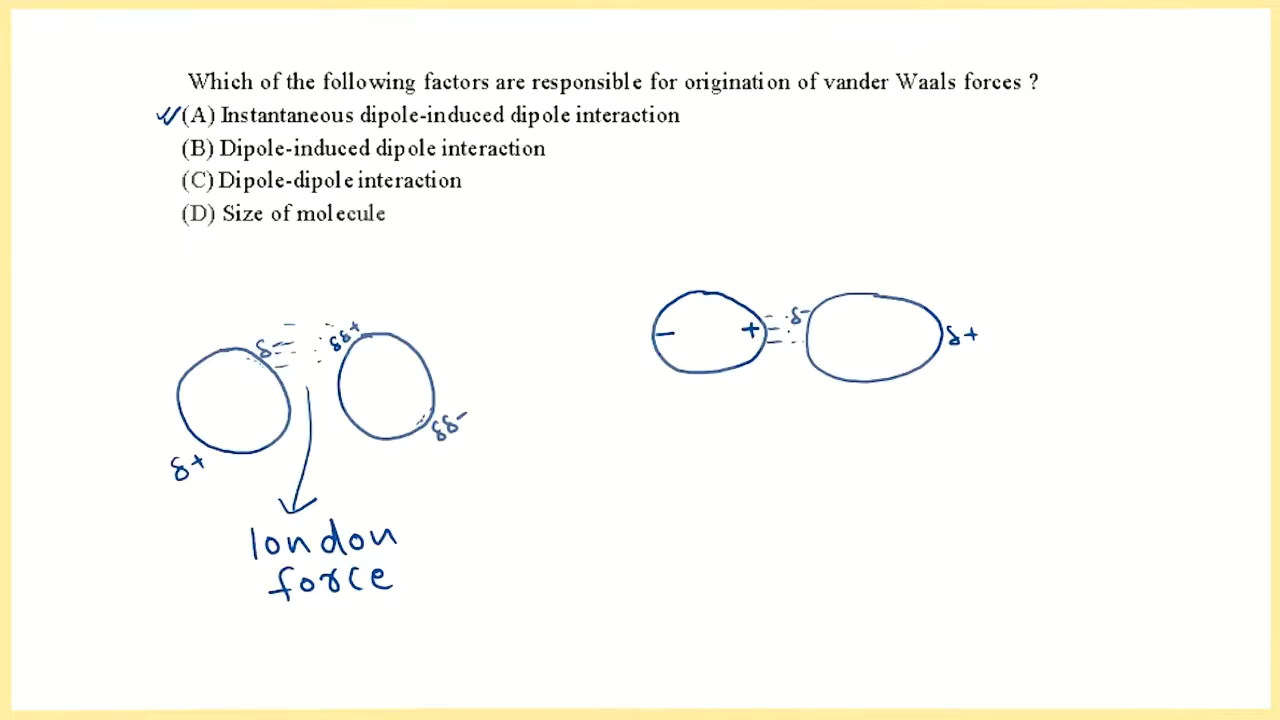 Which of the following factors are responsible for origination of vander Waals forces ?
(A) Instantaneous dipole-induced dipole interaction
(B) Dipole-induced dipole interaction
(C) Dipole-dipole interaction
(D) Size of molecule
δ- δδ+
δ+ δδ-
- + δ- δ+
london
force